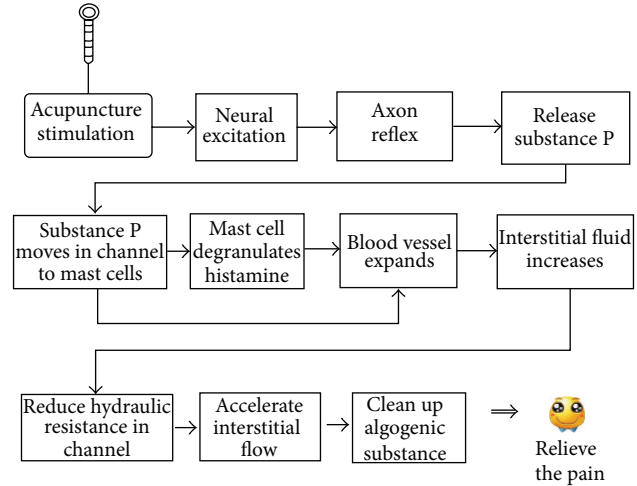 Acupuncture
stimulation
Neural
excitation
Axon
reflex
Release
substance P
Substance P
moves in channel
to mast cells
Mast cell
degranulates
histamine
Blood vessel
expands
Interstitial fluid
increases
Reduce hydraulic
resistance in
channel
Accelerate
interstitial
flow
Clean up
algogenic
substance
Relieve
the pain